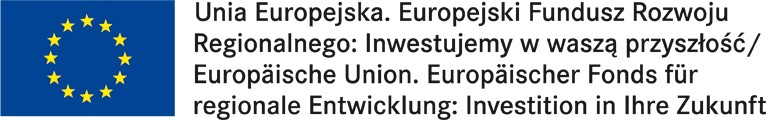 Unia Europejska. Europejski Fundusz Rozwoju
Regionalnego: Inwestujemy w waszą przyszłość/
Europäische Union. Europäischer Fonds für
regionale Entwicklung: Investition in Ihre Zukunft